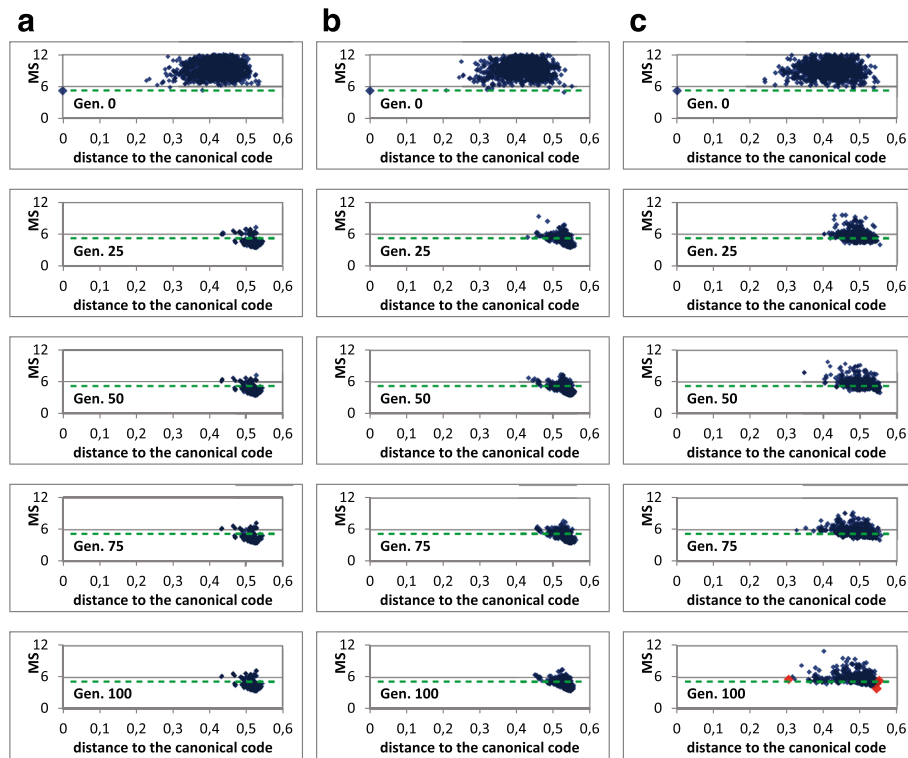 a b c
MS 12 6 0 Gen. 0
0 0,1 0,2 0,3 0,4 0,5 0,6
distance to the canonical code
MS 12 6 0 Gen. 0
0 0,1 0,2 0,3 0,4 0,5 0,6
distance to the canonical code
MS 12 6 0 Gen. 0
0 0,1 0,2 0,3 0,4 0,5 0,6
distance to the canonical code
MS 12 6 0 Gen. 25
0 0,1 0,2 0,3 0,4 0,5 0,6
distance to the canonical code
MS 12 6 0 Gen. 25
0 0,1 0,2 0,3 0,4 0,5 0,6
distance to the canonical code
MS 12 6 0 Gen. 25
0 0,1 0,2 0,3 0,4 0,5 0,6
distance to the canonical code
MS 12 6 0 Gen. 50
0 0,1 0,2 0,3 0,4 0,5 0,6
distance to the canonical code
MS 12 6 0 Gen. 50
0 0,1 0,2 0,3 0,4 0,5 0,6
distance to the canonical code
MS 12 6 0 Gen. 50
0 0,1 0,2 0,3 0,4 0,5 0,6
distance to the canonical code
MS 12 6 0 Gen. 75
0 0,1 0,2 0,3 0,4 0,5 0,6
distance to the canonical code
MS 12 6 0 Gen. 75
0 0,1 0,2 0,3 0,4 0,5 0,6
distance to the canonical code
MS 12 6 0 Gen. 75
0 0,1 0,2 0,3 0,4 0,5 0,6
distance to the canonical code
MS 12 6 0 Gen. 100
0 0,1 0,2 0,3 0,4 0,5 0,6
distance to the canonical code
MS 12 6 0 Gen. 100
0 0,1 0,2 0,3 0,4 0,5 0,6
distance to the canonical code
MS 12 6 0 Gen. 100
0 0,1 0,2 0,3 0,4 0,5 0,6
distance to the canonical code